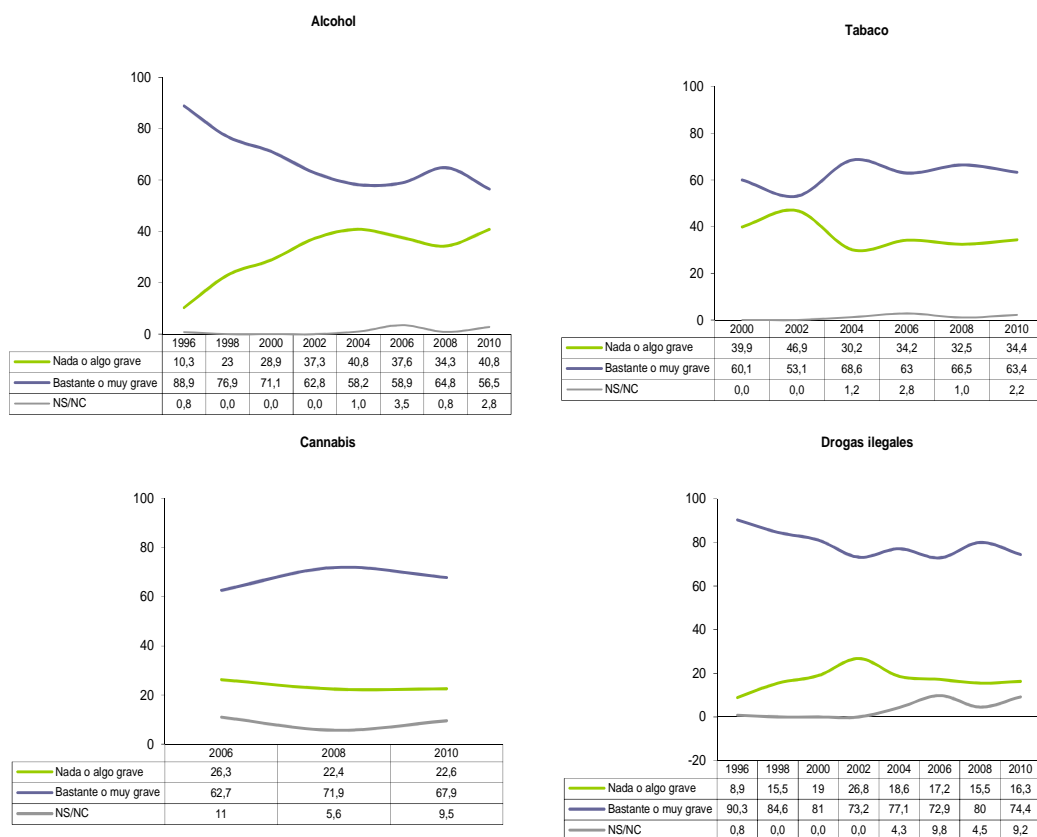 Alcohol
100
80
60
40
20
0
1996 1998 2000 2002 2004 2006 2008 2010
Nada o algo grave 10,3 23 28,9 37,3 40,8 37,6 34,3 40,8
Bastante o muy grave 88,9 76,9 71,1 62,8 58,2 58,9 64,8 56,5
NS/NC 0,8 0,0 0,0 0,0 1,0 3,5 0,8 2,8
Tabaco
100
80
60
40
20
0
2000 2002 2004 2006 2008 2010
Nada o algo grave 39,9 46,9 30,2 34,2 32,5 34,4
Bastante o muy grave 60,1 53,1 68,6 63 66,5 63,4
NS/NC 0,0 0,0 1,2 2,8 1,0 2,2
Cannabis
100
80
60
40
20
0
2006 2008 2010
Nada o algo grave 26,3 22,4 22,6
Bastante o muy grave 62,7 71,9 67,9
NS/NC 11 5,6 9,5
Drogas ilegales
100
80
60
40
20
0
-20
1996 1998 2000 2002 2004 2006 2008 2010
Nada o algo grave 8,9 15,5 19 26,8 18,6 17,2 15,5 16,3
Bastante o muy grave 90,3 84,6 81 73,2 77,1 72,9 80 74,4
NS/NC 0,8 0,0 0,0 0,0 4,3 9,8 4,5 9,2